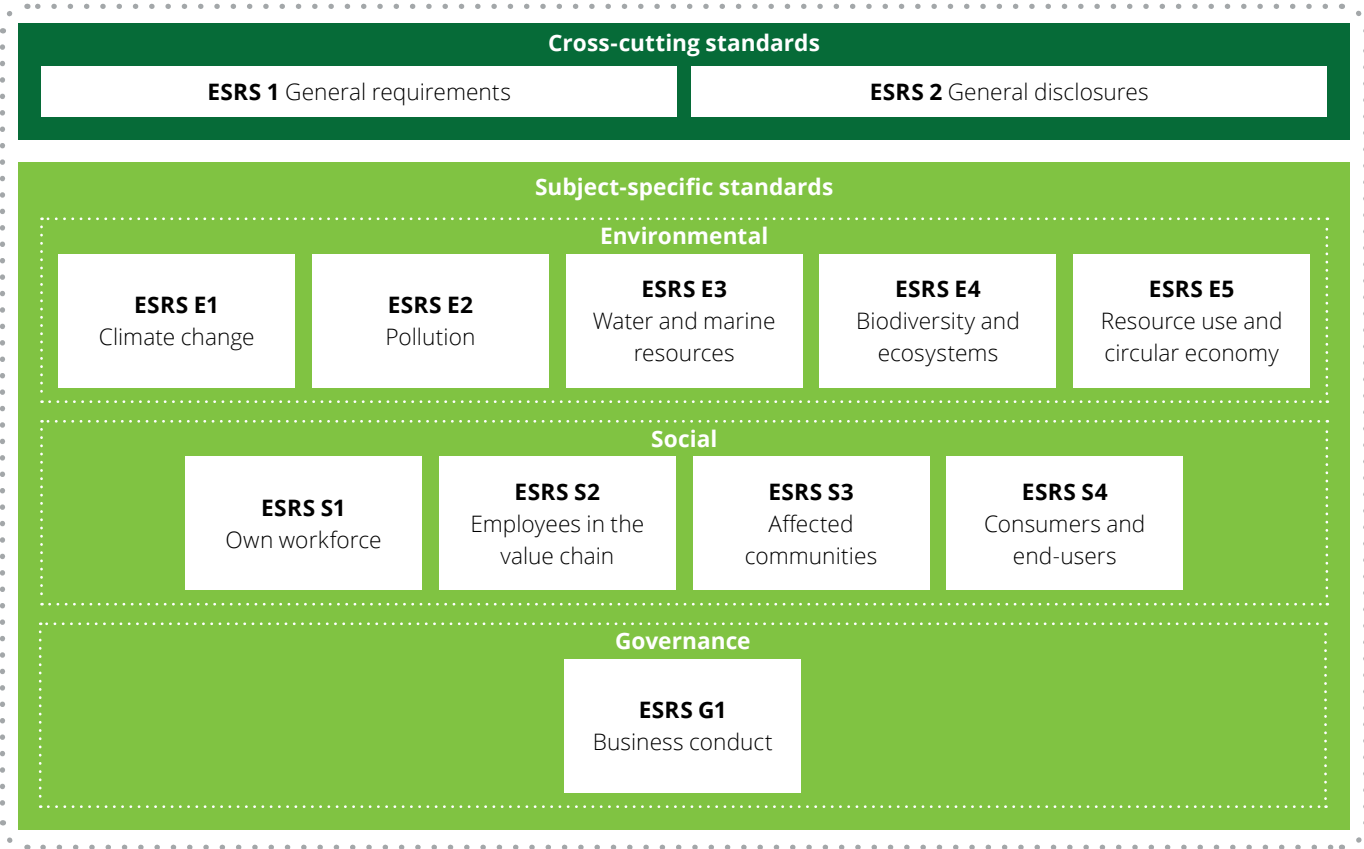 Cross-cutting standards
ESRS 1 General requirements
ESRS 2 General disclosures
Subject-specific standards
Environmental
ESRS E1
Climate change
ESRS E2
Pollution
ESRS E3
Water and marine
resources
ESRS E4
Biodiversity and
ecosystems
ESRS E5
Resource use and
circular economy
Social
ESRS S1
Own workforce
ESRS S2
Employees in the
value chain
ESRS S3
Affected
communities
ESRS S4
Consumers and
end-users
Governance
ESRS G1
Business conduct